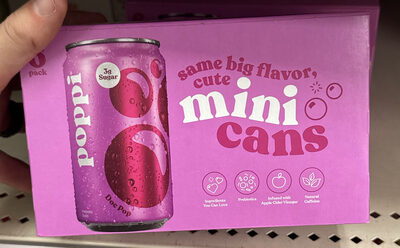 pack
poppi
3g
Sugar
Doc Pop
same big flavor,
cute
mini
cans
Ingredients
You Can Love
Prebiotics
Infused with
Apple Cider Vinegar
Natural
Caffeine